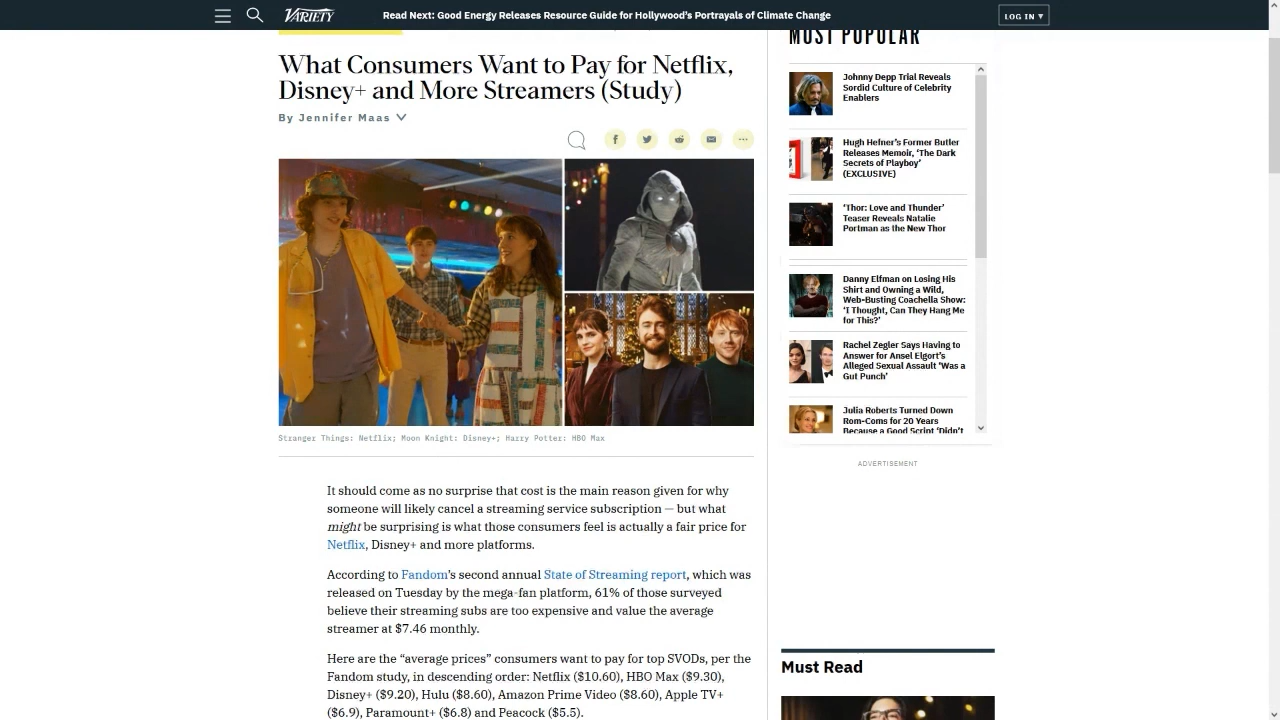 VARIETY
Read Next: Good Energy Releases Resource Guide for Hollywood's Portrayals of Climate Change
LOG IN ▾
What Consumers Want to Pay for Netflix,
Disney+ and More Streamers (Study)
By Jennifer Maas
Stranger Things: Netflix; Moon Knight: Disney+; Harry Potter: HBO Max
It should come as no surprise that cost is the main reason given for why
someone will likely cancel a streaming service subscription — but what
might be surprising is what those consumers feel is actually a fair price for
Netflix, Disney+ and more platforms.
According to Fandom's second annual State of Streaming report, which was
released on Tuesday by the mega-fan platform, 61% of those surveyed
believe their streaming subs are too expensive and value the average
streamer at $7.46 monthly.
Here are the “average prices” consumers want to pay for top SVODs, per the
Fandom study, in descending order: Netflix ($10.60), HBO Max ($9.30),
Disney+ ($9.20), Hulu ($8.60), Amazon Prime Video ($8.60), Apple TV+
($6.9), Paramount+ ($6.8) and Peacock ($5.5).
MOST POPULAR
Johnny Depp Trial Reveals
Sordid Culture of Celebrity
Enablers
Hugh Hefner's Former Butler
Releases Memoir, ‘The Dark
Secrets of Playboy’
(EXCLUSIVE)
‘Thor: Love and Thunder’
Teaser Reveals Natalie
Portman as the New Thor
Danny Elfman on Losing His
Shirt and Owning a Wild,
Web-Busting Coachella Show:
‘I Thought, Can They Hang Me
for This?’
Rachel Zegler Says Having to
Answer for Ansel Elgort's
Alleged Sexual Assault ‘Was a
Gut Punch’
Julia Roberts Turned Down
Rom-Coms for 20 Years
Because a Good Script ‘Didn't
ADVERTISEMENT
Must Read